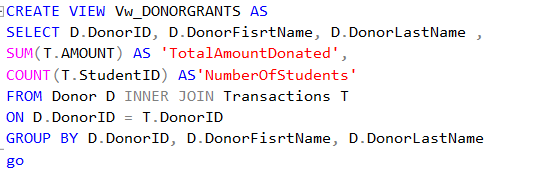 CREATE VIEW Vw_DONORGRANTS AS
SELECT D.DonorID, D.DonorFisrtName, D.DonorLastName ,
SUM(T.AMOUNT) AS 'TotalAmountDonated',
COUNT(T.StudentID) AS'NumberOfStudents'
FROM Donor D INNER JOIN Transactions T
ON D.DonorID = T.DonorID
GROUP BY D.DonorID, D.DonorFisrtName, D.DonorLastName
go